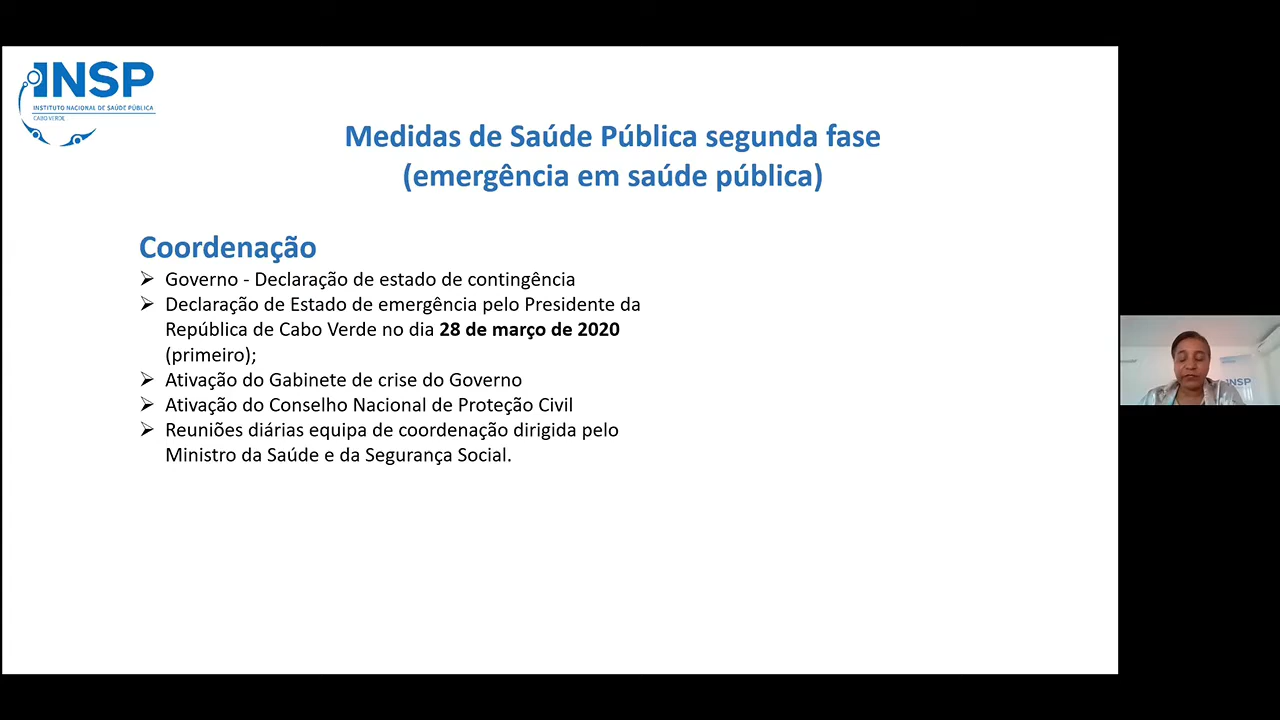 INSP
INSTITUTO NACIONAL DE SAÚDE PÚBLICA
CABO VERDE
Medidas de Saúde Pública segunda fase
(emergência em saúde pública)
Coordenação
➢ Governo - Declaração de estado de contingência
➢ Declaração de Estado de emergência pelo Presidente da
República de Cabo Verde no dia 28 de março de 2020
(primeiro);
➢ Ativação do Gabinete de crise do Governo
➢ Ativação do Conselho Nacional de Proteção Civil
➢ Reuniões diárias equipa de coordenação dirigida pelo
Ministro da Saúde e da Segurança Social.
INSP